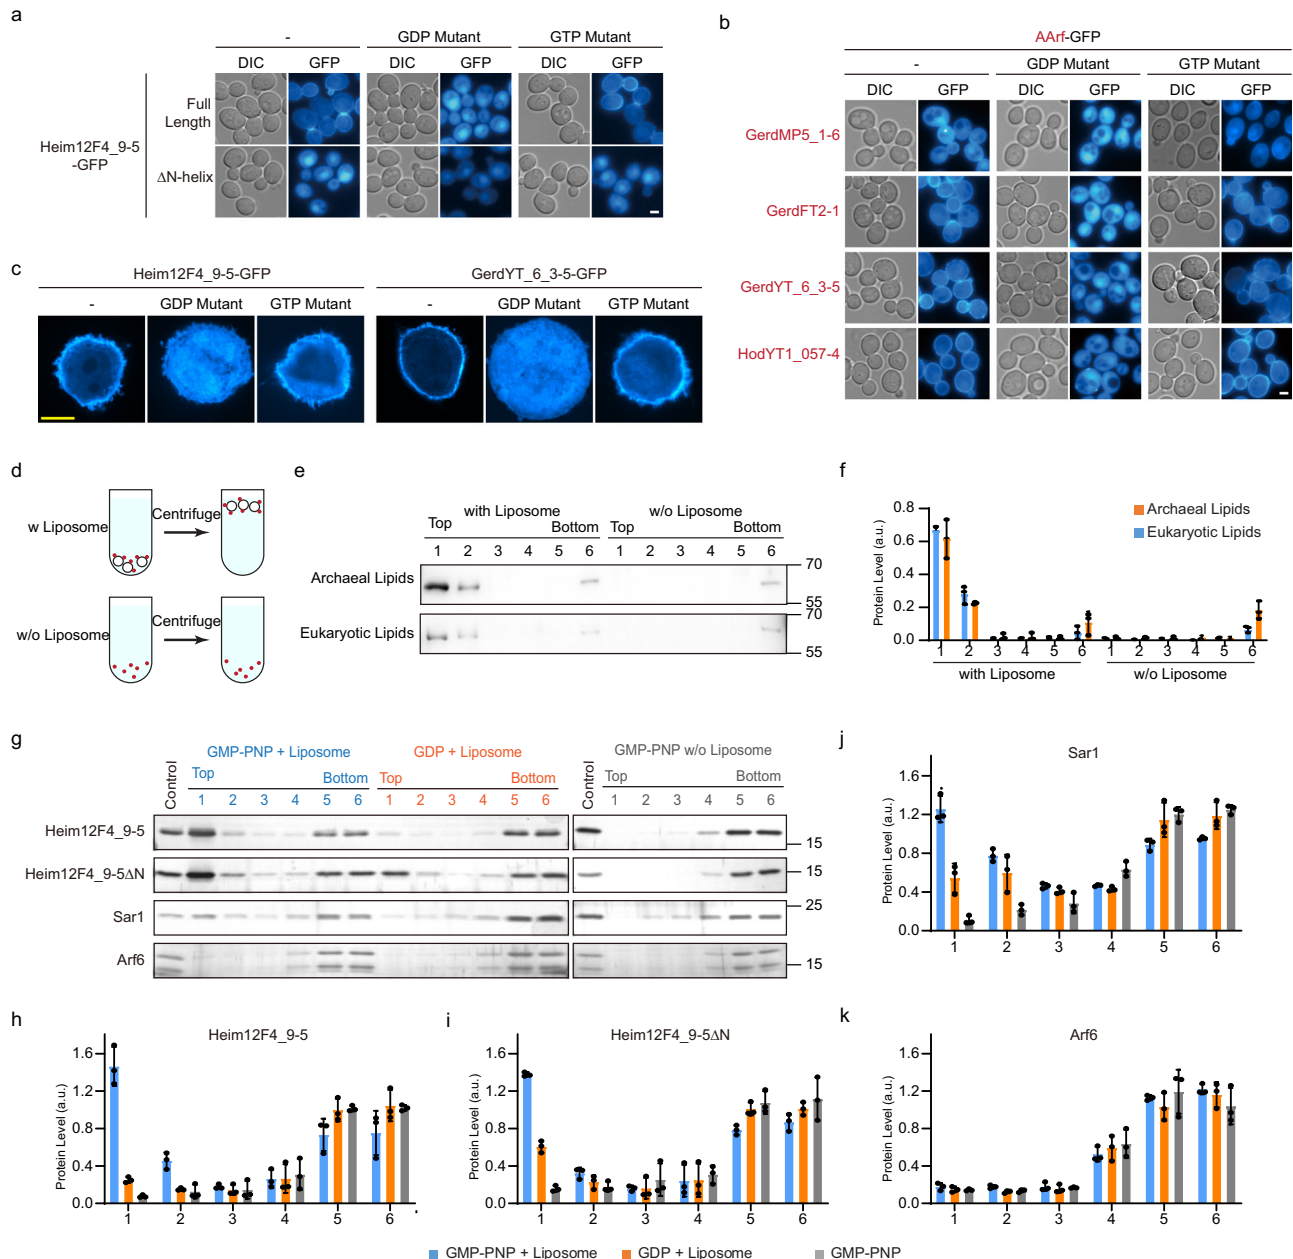 a
- GDP Mutant GTP Mutant
DIC GFP DIC GFP DIC GFP
Full
Length
Heim12F4_9-5
-GFP
ΔN-helix
b
AArf-GFP
- GDP Mutant GTP Mutant
DIC GFP DIC GFP DIC GFP
GerdMP5_1-6
GerdFT2-1
GerdYT_6_3-5
HodYT1_057-4
c
Heim12F4_9-5-GFP GerdYT_6_3-5-GFP
- GDP Mutant GTP Mutant - GDP Mutant GTP Mutant
d
w Liposome Centrifuge
w/o Liposome Centrifuge
e
with Liposome w/o Liposome
Top Bottom Top Bottom
1 2 3 4 5 6 1 2 3 4 5 6
Archaeal Lipids 70
55
Eukaryotic Lipids 70
55
f
Protein Level (a.u.)
0.8
0.6
0.4
0.2
0.0
Archaeal Lipids
Eukaryotic Lipids
1 2 3 4 5 6 1 2 3 4 5 6
with Liposome w/o Liposome
g
GMP-PNP + Liposome GDP + Liposome GMP-PNP w/o Liposome
Control Top Bottom Top Bottom Control Top Bottom
1 2 3 4 5 6 1 2 3 4 5 6 1 2 3 4 5 6
Heim12F4_9-5 15
Heim12F4_9-5ΔN 15
Sar1 25
Arf6 15
j
Sar1
Protein Level (a.u.)
1.6
1.2
0.8
0.4
0.0
1 2 3 4 5 6
h
Heim12F4_9-5
Protein Level (a.u.)
1.6
1.2
0.8
0.4
0.0
1 2 3 4 5 6
i
Heim12F4_9-5ΔN
Protein Level (a.u.)
1.6
1.2
0.8
0.4
0.0
1 2 3 4 5 6
k
Arf6
Protein Level (a.u.)
1.6
1.2
0.8
0.4
0.0
1 2 3 4 5 6
GMP-PNP + Liposome GDP + Liposome GMP-PNP